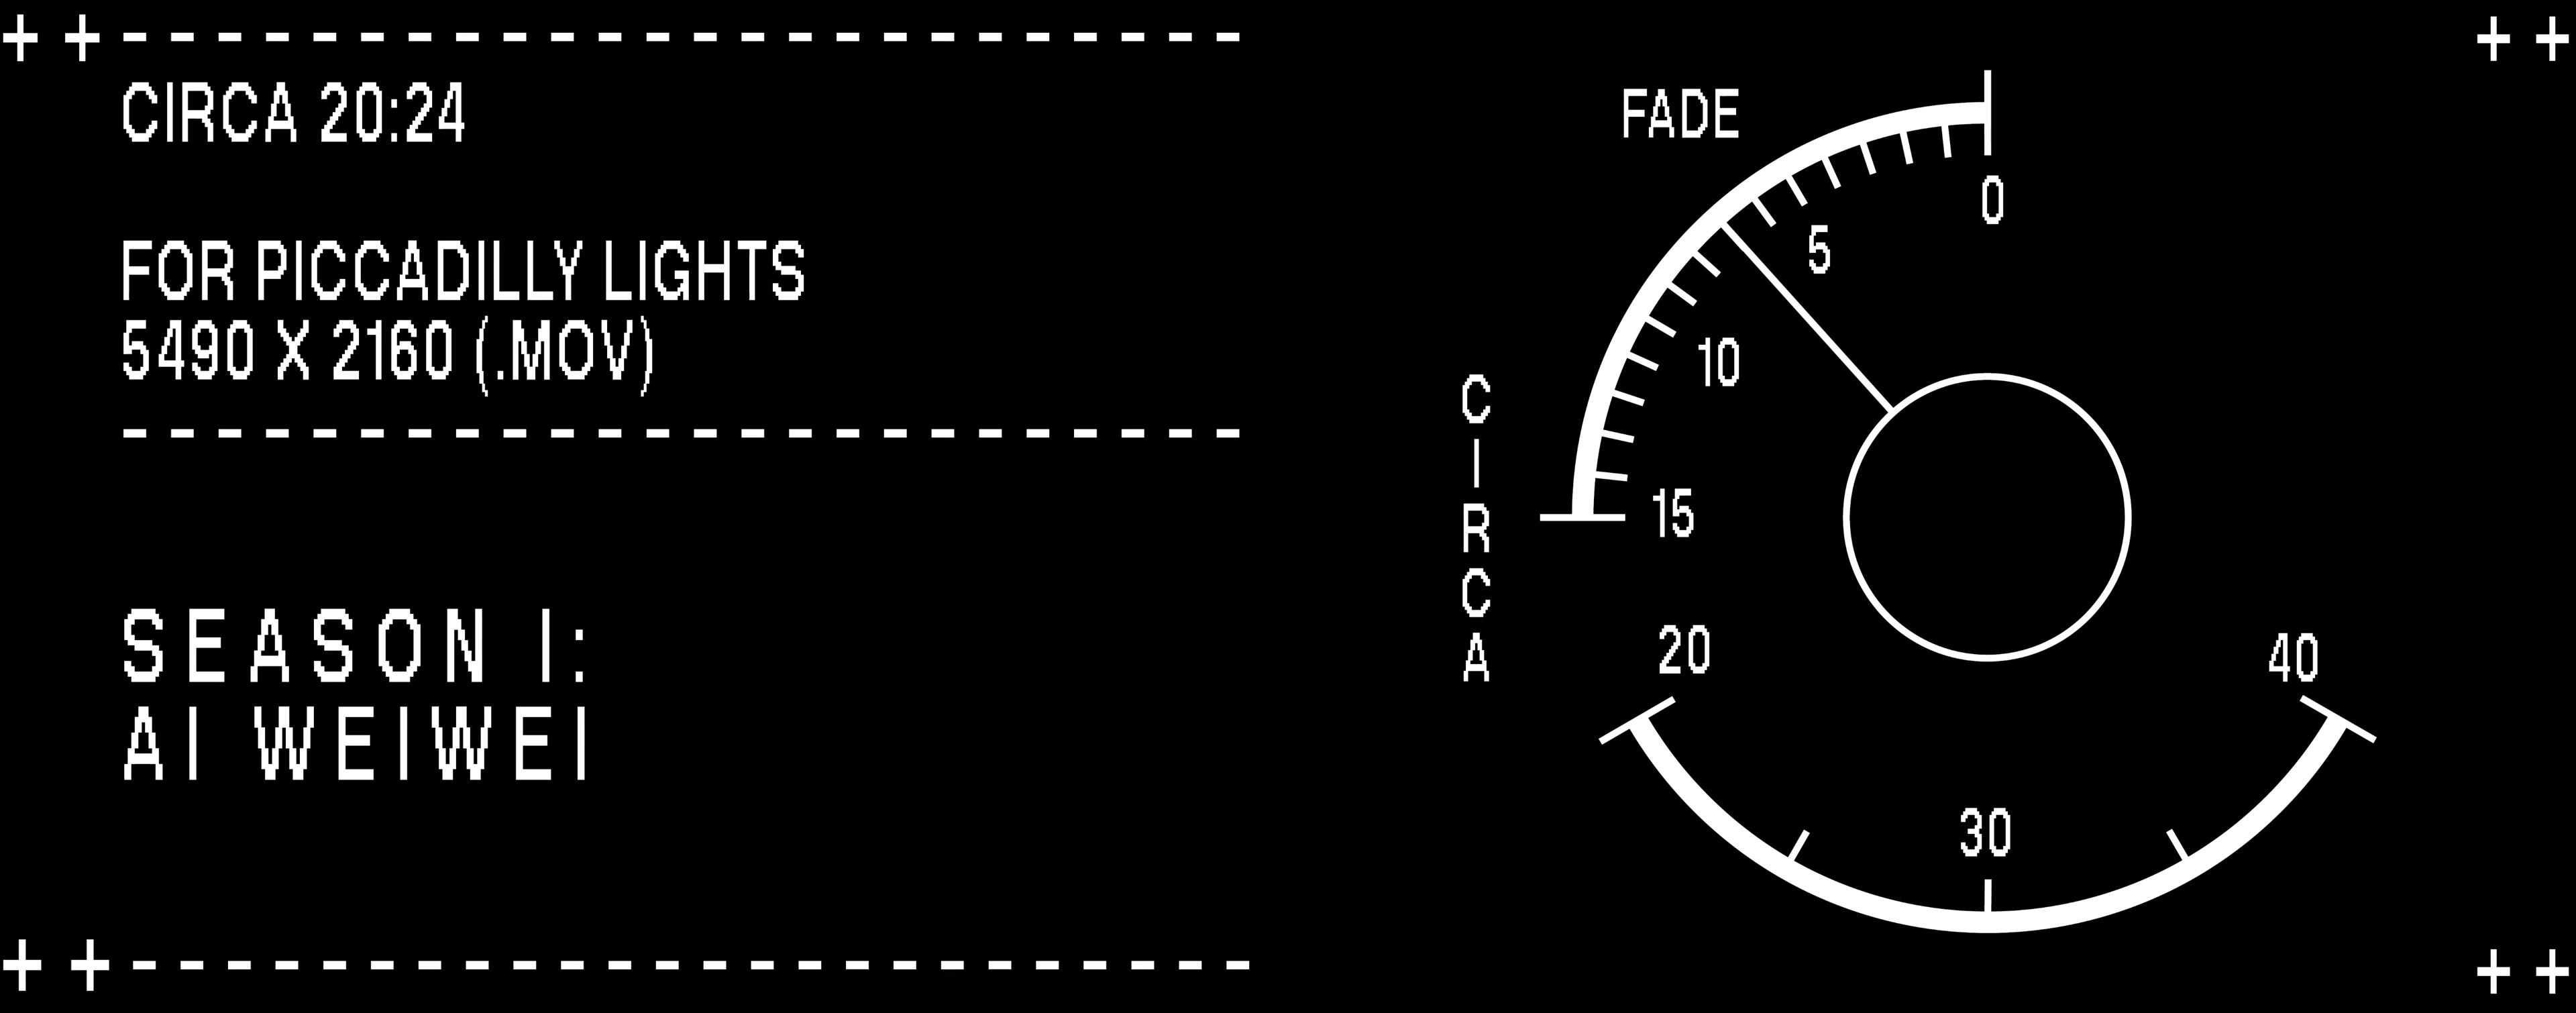 + + - - - - - - - - - - - - - - - - - - - - - - - - + +
CIRCA 20:24
FOR PICCADILLY LIGHTS
5490 X 2160 (.MOV)
- - - - - - - - - - - - - - - - - - - - - - - -
SEASON I:
AI WEIWEI
+ + - - - - - - - - - - - - - - - - - - - - - - - - + +
CIRCA
FADE
0
5
10
15
20
30
40